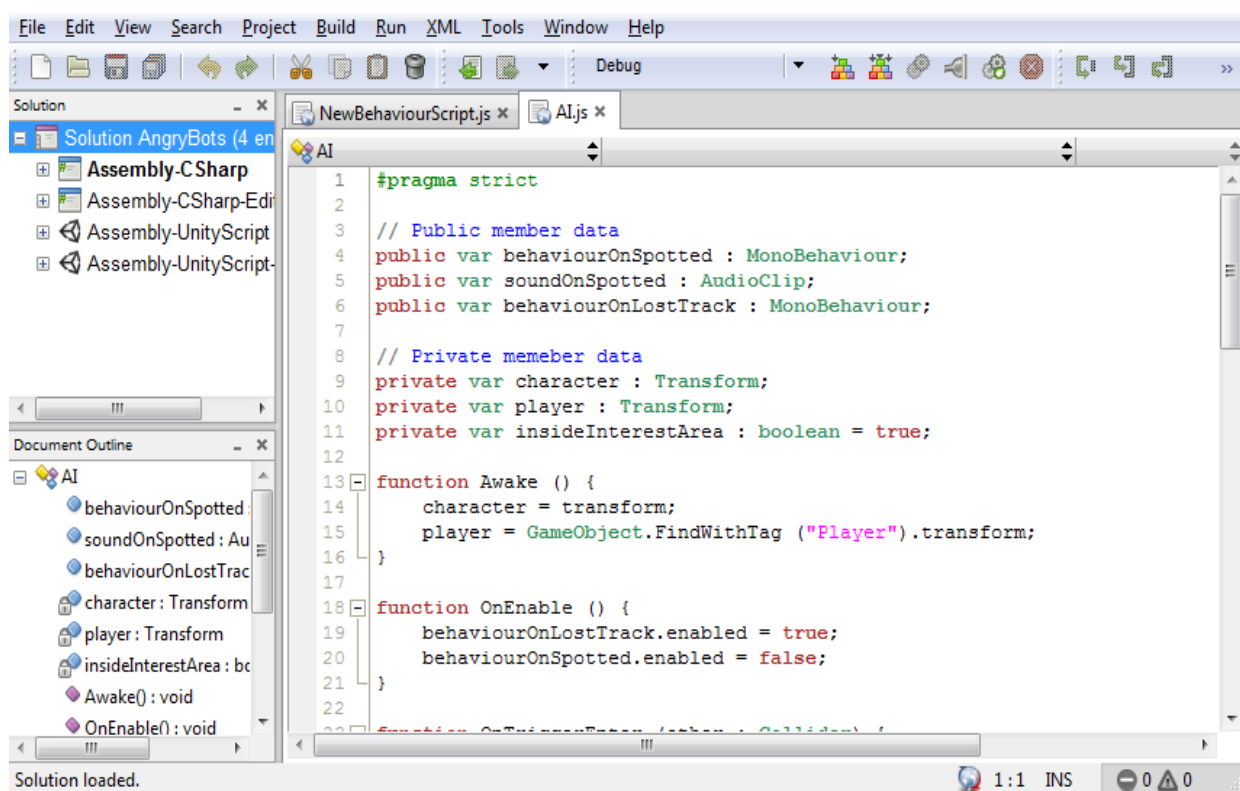 File Edit View Search Project Build Run XML Tools Window Help
Debug
Solution
Solution AngryBots (4 en
Assembly-CSharp
Assembly-CSharp-Edi
Assembly-UnityScript
Assembly-UnityScript-
Document Outline
AI
behaviourOnSpotted :
soundOnSpotted : Au
behaviourOnLostTrac
character : Transform
player : Transform
insideInterestArea : bo
Awake() : void
OnEnable() : void
NewBehaviourScript.js AI.js
AI
1 #pragma strict
2
3 // Public member data
4 public var behaviourOnSpotted : MonoBehaviour;
5 public var soundOnSpotted : AudioClip;
6 public var behaviourOnLostTrack : MonoBehaviour;
7
8 // Private memeber data
9 private var character : Transform;
10 private var player : Transform;
11 private var insideInterestArea : boolean = true;
12
13 function Awake () {
14 character = transform;
15 player = GameObject.FindWithTag ("Player").transform;
16 }
17
18 function OnEnable () {
19 behaviourOnLostTrack.enabled = true;
20 behaviourOnSpotted.enabled = false;
21 }
22
23 function OnTriggerEnter (other : Collider) {
Solution loaded. 1:1 INS 0 0